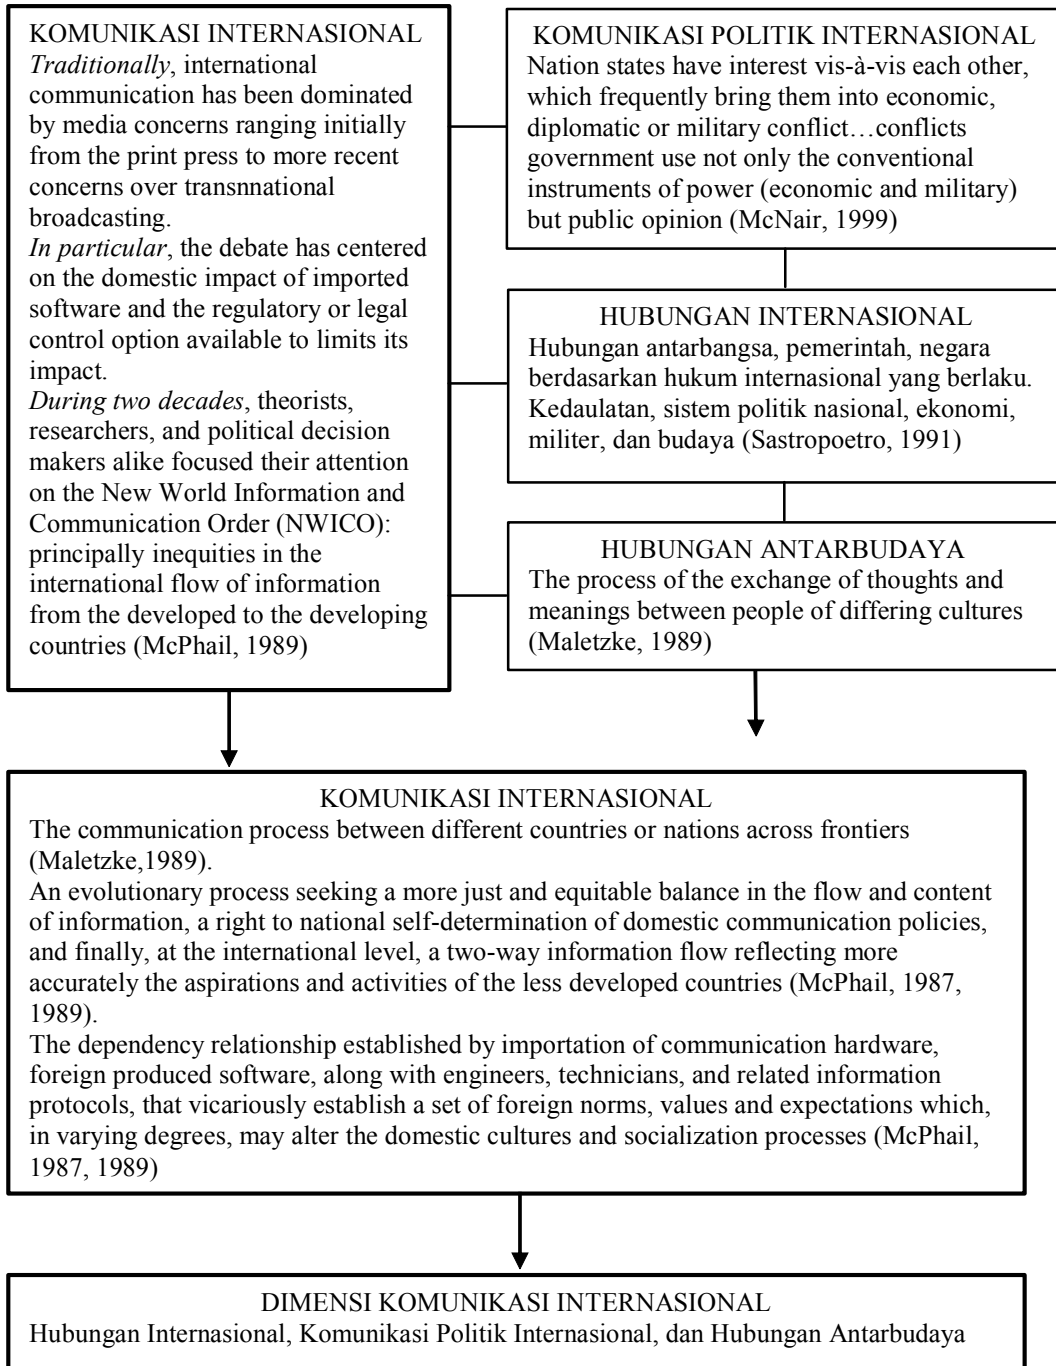 KOMUNIKASI INTERNASIONAL
Traditionally, international
communication has been dominated
by media concerns ranging initially
from the print press to more recent
concerns over transnnational
broadcasting.
In particular, the debate has centered
on the domestic impact of imported
software and the regulatory or legal
control option available to limits its
impact.
During two decades, theorists,
researchers, and political decision
makers alike focused their attention
on the New World Information and
Communication Order (NWICO):
principally inequities in the
international flow of information
from the developed to the developing
countries (McPhail, 1989)
KOMUNIKASI POLITIK INTERNASIONAL
Nation states have interest vis-à-vis each other,
which frequently bring them into economic,
diplomatic or military conflict…conflicts
government use not only the conventional
instruments of power (economic and military)
but public opinion (McNair, 1999)
HUBUNGAN INTERNASIONAL
Hubungan antarbangsa, pemerintah, negara
berdasarkan hukum internasional yang berlaku.
Kedaulatan, sistem politik nasional, ekonomi,
militer, dan budaya (Sastropoetro, 1991)
HUBUNGAN ANTARBUDAYA
The process of the exchange of thoughts and
meanings between people of differing cultures
(Maletzke, 1989)
KOMUNIKASI INTERNASIONAL
The communication process between different countries or nations across frontiers
(Maletzke,1989).
An evolutionary process seeking a more just and equitable balance in the flow and content
of information, a right to national self-determination of domestic communication policies,
and finally, at the international level, a two-way information flow reflecting more
accurately the aspirations and activities of the less developed countries (McPhail, 1987,
1989).
The dependency relationship established by importation of communication hardware,
foreign produced software, along with engineers, technicians, and related information
protocols, that vicariously establish a set of foreign norms, values and expectations which,
in varying degrees, may alter the domestic cultures and socialization processes (McPhail,
1987, 1989)
DIMENSI KOMUNIKASI INTERNASIONAL
Hubungan Internasional, Komunikasi Politik Internasional, dan Hubungan Antarbudaya